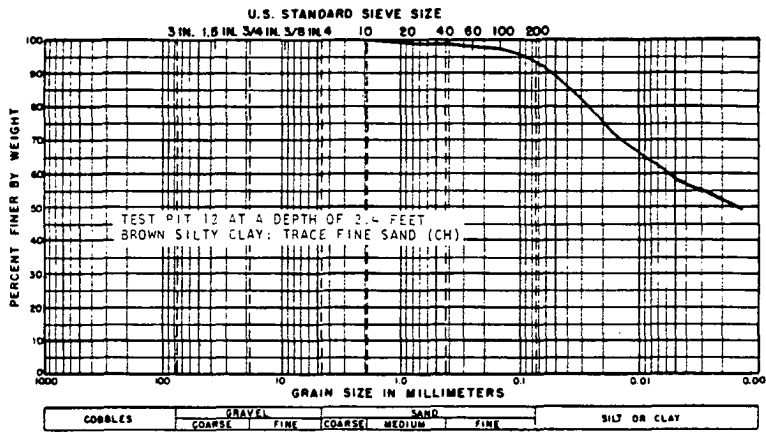 U.S. STANDARD SIEVE SIZE
3 IN. 1.5 IN. 3/4 IN. 3/8 IN. 4 10 20 40 60 100 200
100
90
80
70
60
50
40
30
20
10
0
PERCENT FINER BY WEIGHT
TEST PIT 12 AT A DEPTH OF 2.4 FEET
BROWN SILTY CLAY; TRACE FINE SAND (CH)
1000 100 10 1.0 0.1 0.01 0.00
GRAIN SIZE IN MILLIMETERS
COBBLES GRAVEL SAND SILT OR CLAY
COARSE FINE COARSE MEDIUM FINE